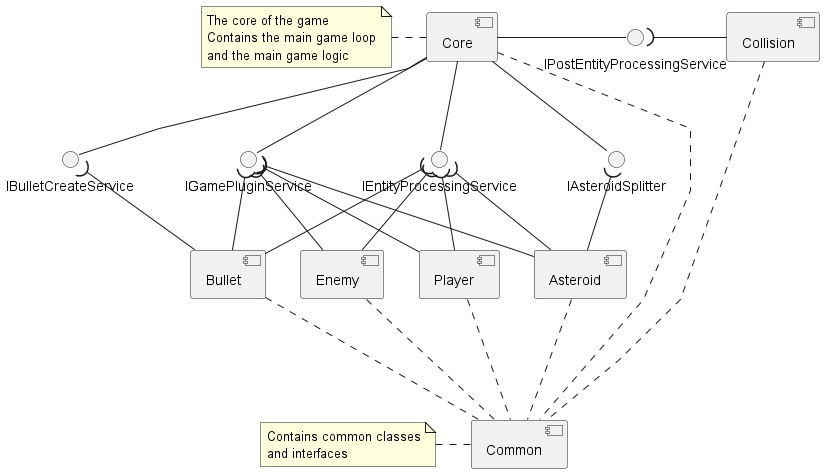 The core of the game
Contains the main game loop
and the main game logic
Core
Collision
IPostEntityProcessingService
IBulletCreateService
IGamePluginService
IEntityProcessingService
IAsteroidSplitter
Bullet
Enemy
Player
Asteroid
Contains common classes
and interfaces
Common